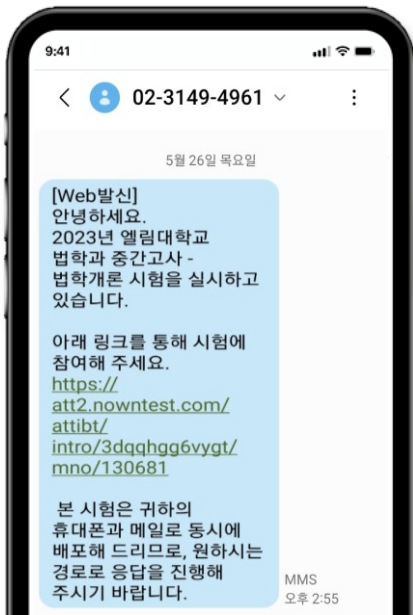 9:41
02-3149-4961
5월 26일 목요일
[Web발신]
안녕하세요.
2023년 엘림대학교
법학과 중간고사 -
법학개론 시험을 실시하고
있습니다.
아래 링크를 통해 시험에
참여해 주세요.
https://
att2.nowntest.com/
attibt/
intro/3dqqhgg6vygt/
mno/130681
본 시험은 귀하의
휴대폰과 메일로 동시에
배포해 드리므로, 원하시는
경로로 응답을 진행해
주시기 바랍니다.
MMS
오후 2:55